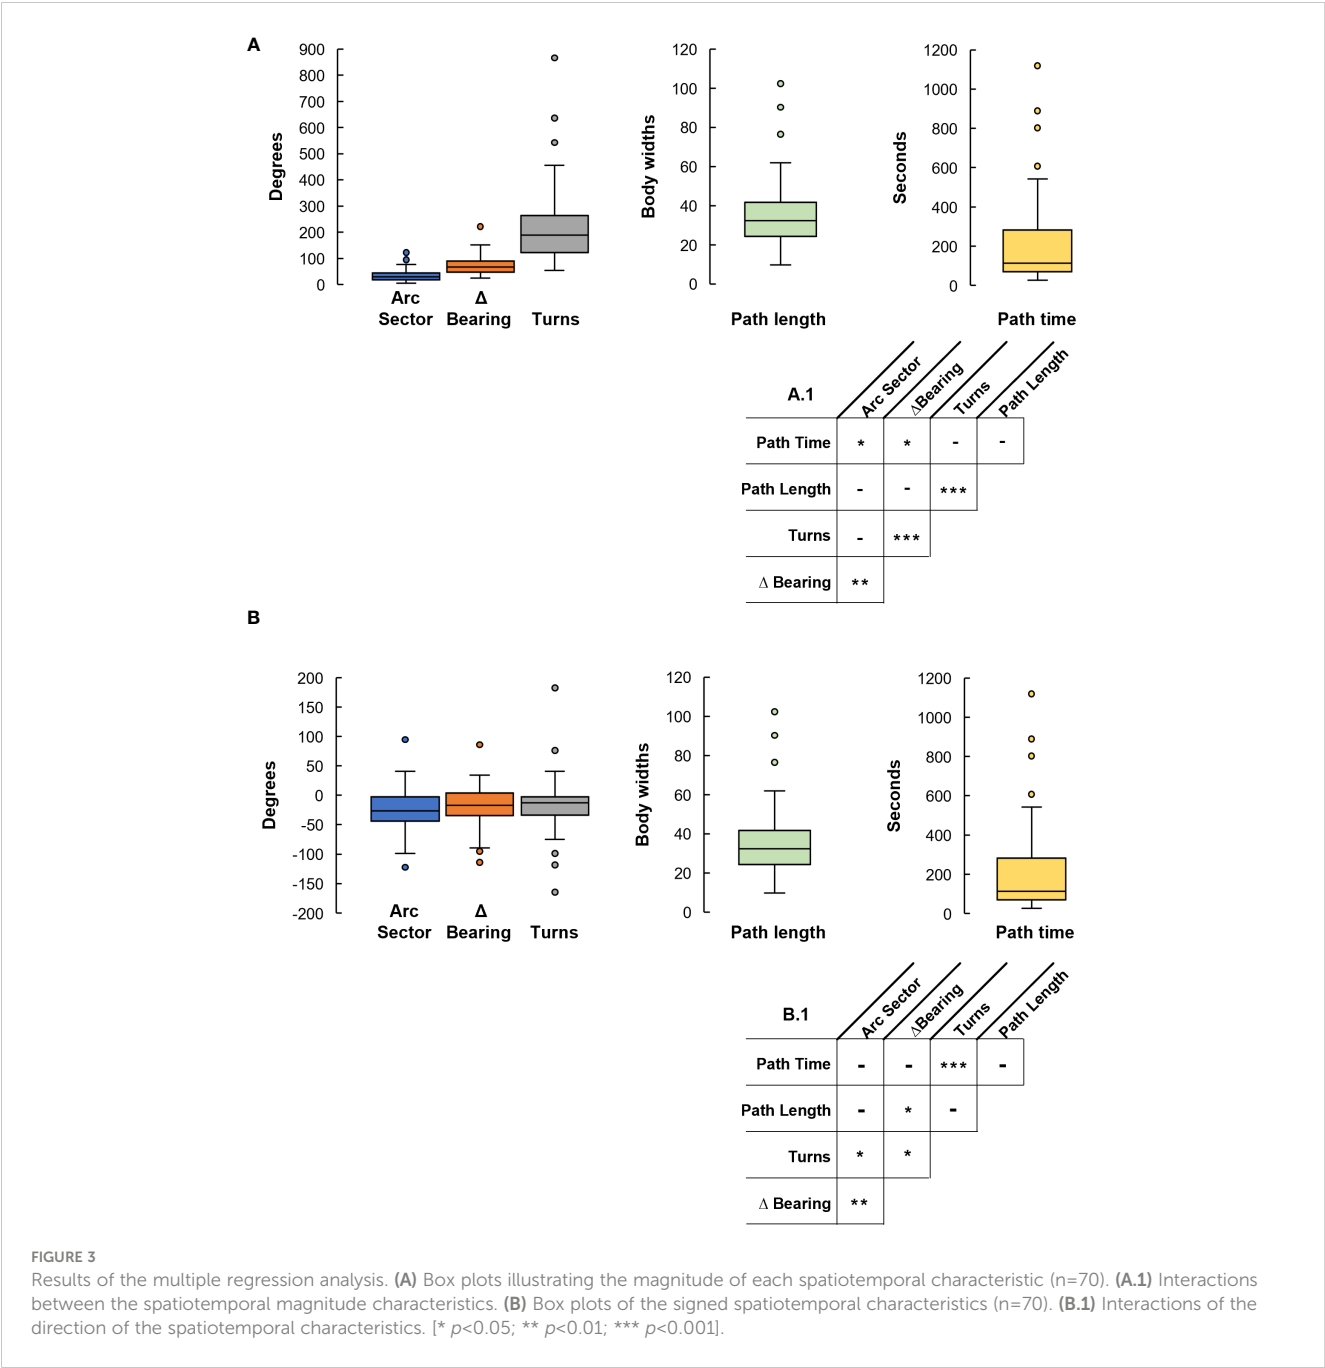 A
900
800
700
600
500
400
300
200
100
0
Degrees
Arc
Sector
Δ
Bearing
Turns
120
100
80
60
40
20
0
Body widths
Path length
1200
1000
800
600
400
200
0
Seconds
Path time
A.1
Arc Sector
ΔBearing
Turns
Path Length
Path Time * * - -
Path Length - - ***
Turns - ***
Δ Bearing **
B
200
150
100
50
0
-50
-100
-150
-200
Degrees
Arc
Sector
Δ
Bearing
Turns
120
100
80
60
40
20
0
Body widths
Path length
1200
1000
800
600
400
200
0
Seconds
Path time
B.1
Arc Sector
ΔBearing
Turns
Path Length
Path Time - - *** -
Path Length - * -
Turns * *
Δ Bearing **
FIGURE 3
Results of the multiple regression analysis. (A) Box plots illustrating the magnitude of each spatiotemporal characteristic (n=70). (A.1) Interactions
between the spatiotemporal magnitude characteristics. (B) Box plots of the signed spatiotemporal characteristics (n=70). (B.1) Interactions of the
direction of the spatiotemporal characteristics. [* p<0.05; ** p<0.01; *** p<0.001].